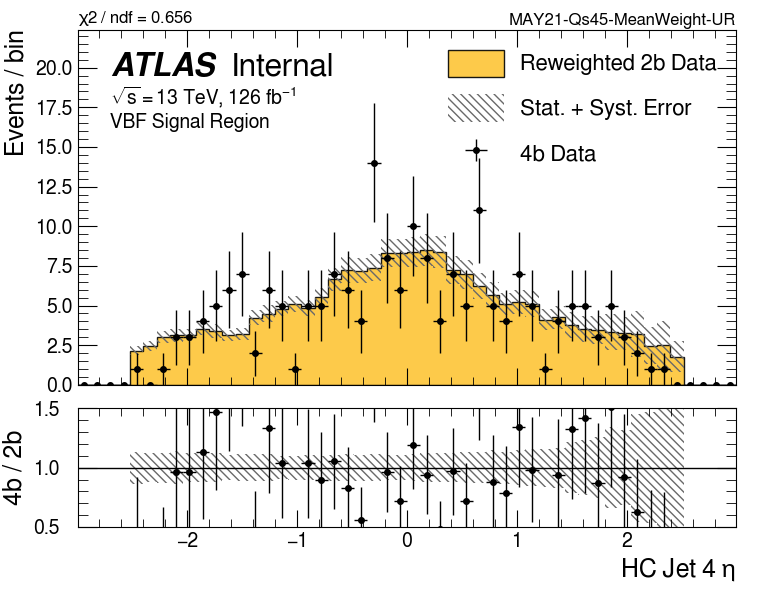 χ2 / ndf = 0.656
MAY21-Qs45-MeanWeight-UR
Events / bin
20.0
17.5
15.0
12.5
10.0
7.5
5.0
2.5
0.0
ATLAS Internal
√s = 13 TeV, 126 fb⁻¹
VBF Signal Region
Reweighted 2b Data
Stat. + Syst. Error
4b Data
4b / 2b
1.5
1.0
0.5
−2 −1 0 1 2
HC Jet 4 η